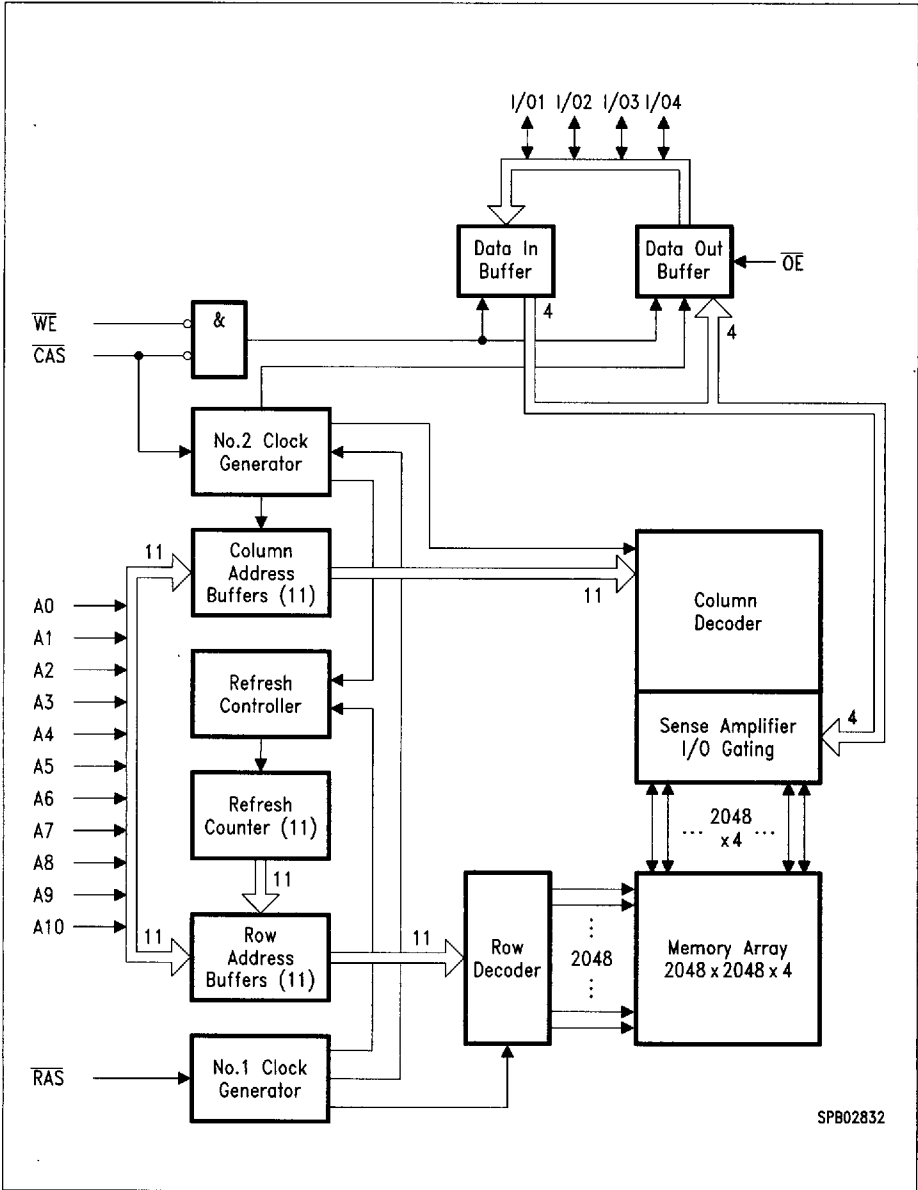 I/O1 I/O2 I/O3 I/O4
Data In
Buffer
Data Out
Buffer
OE
4
4
WE
CAS
&
No.2 Clock
Generator
11
Column
Address
Buffers (11)
11
Column
Decoder
A0
A1
A2
A3
A4
A5
A6
A7
A8
A9
A10
Refresh
Controller
Sense Amplifier
I/O Gating
4
Refresh
Counter (11)
11
... 2048 ...
x4
11
Row
Address
Buffers (11)
11
Row
Decoder
...
2048
...
Memory Array
2048 x 2048 x 4
RAS
No.1 Clock
Generator
SPB02832